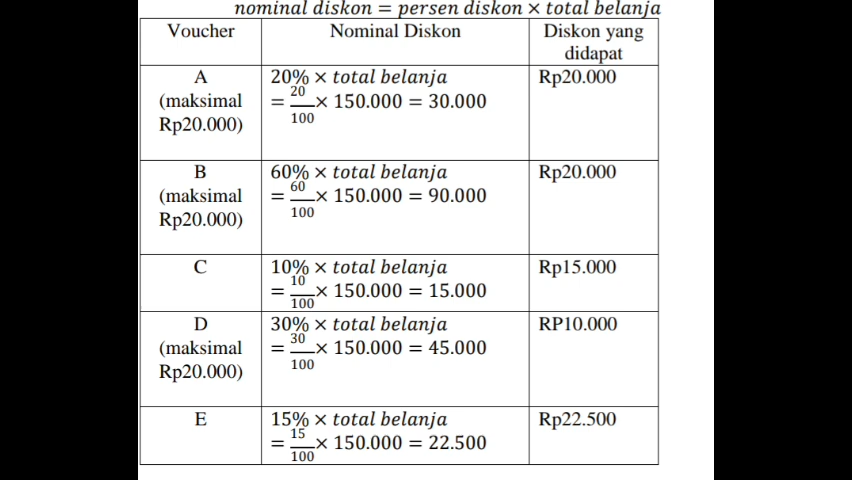 nominal diskon = persen diskon × total belanja
Voucher
Nominal Diskon
Diskon yang
didapat
A
(maksimal
Rp20.000)
20% × total belanja
= 20/100 × 150.000 = 30.000
Rp20.000
B
(maksimal
Rp20.000)
60% × total belanja
= 60/100 × 150.000 = 90.000
Rp20.000
C
10% × total belanja
= 10/100 × 150.000 = 15.000
Rp15.000
D
(maksimal
Rp20.000)
30% × total belanja
= 30/100 × 150.000 = 45.000
RP10.000
E
15% × total belanja
= 15/100 × 150.000 = 22.500
Rp22.500